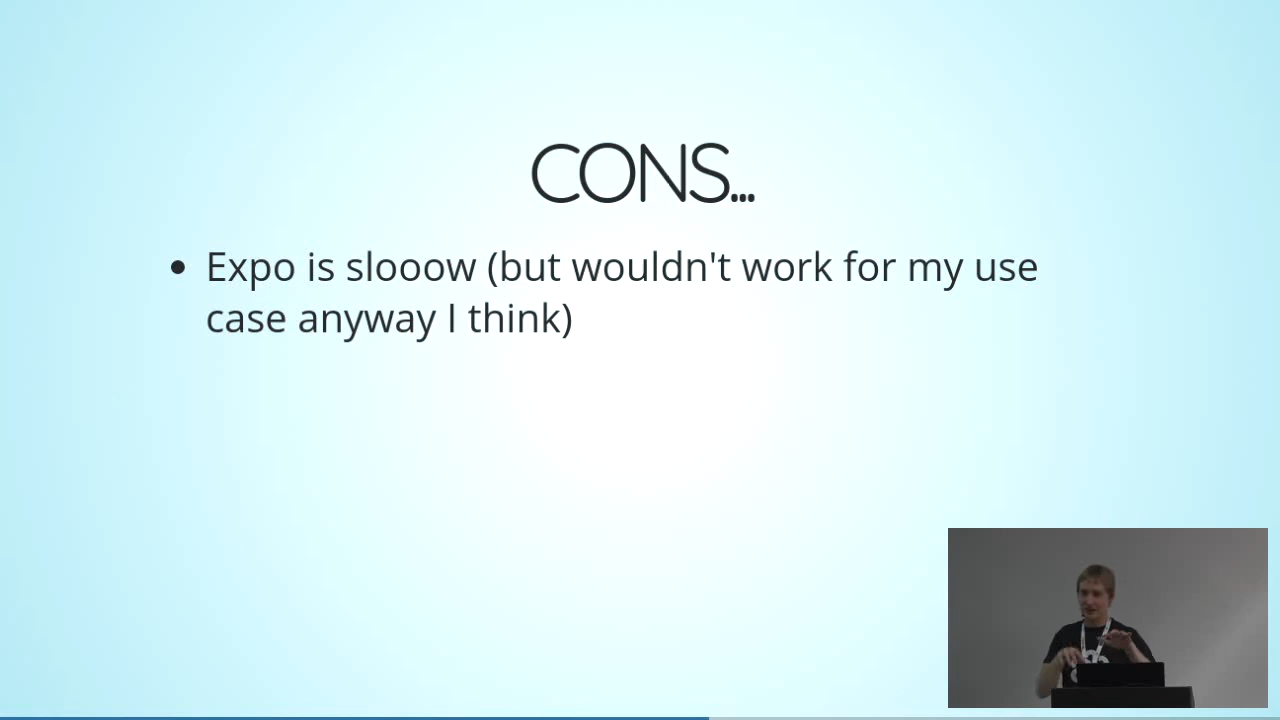 CONS...
• Expo is slooow (but wouldn't work for my use
case anyway I think)